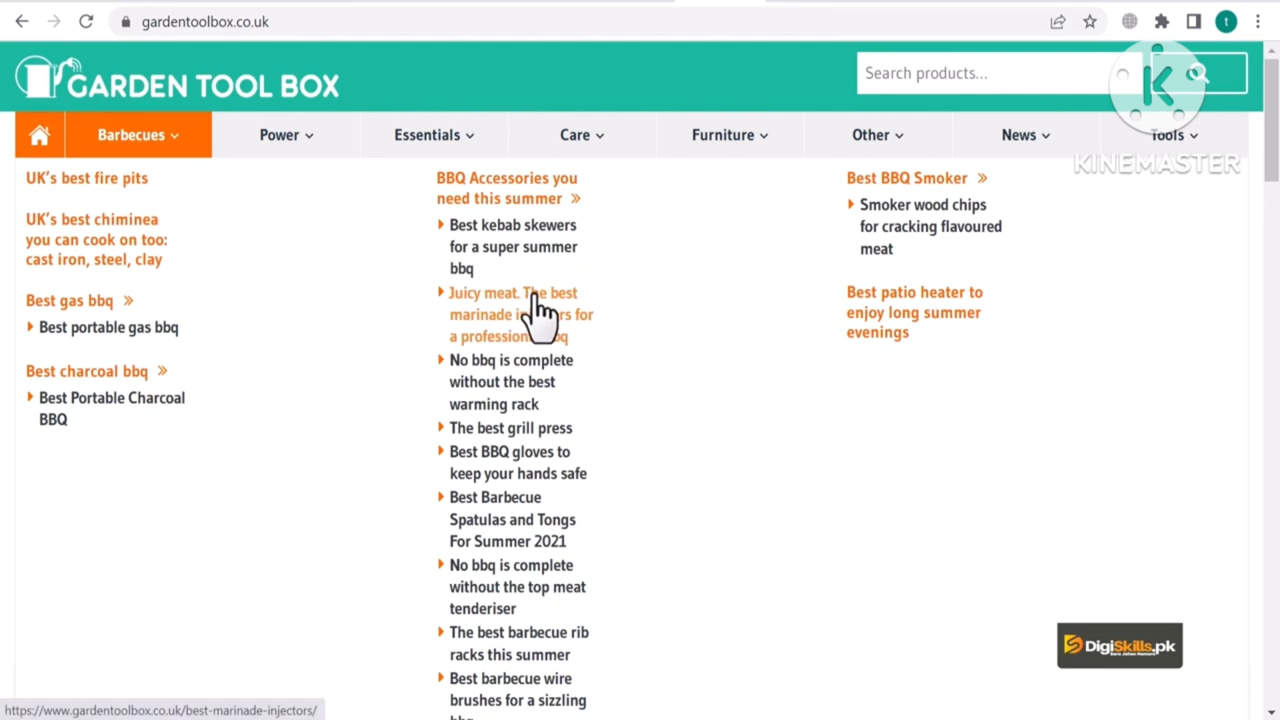 gardentoolbox.co.uk
t
GARDEN TOOL BOX
Search products...
K
KINEMASTER
Barbecues
Power
Essentials
Care
Furniture
Other
News
Tools
UK's best fire pits
UK's best chiminea
you can cook on too:
cast iron, steel, clay
Best gas bbq »
Best portable gas bbq
Best charcoal bbq »
Best Portable Charcoal
BBQ
BBQ Accessories you
need this summer »
Best kebab skewers
for a super summer
bbq
Juicy meat. The best
marinade for
a
No bbq is complete
without the best
warming rack
The best grill press
Best BBQ gloves to
keep your hands safe
Best Barbecue
Spatulas and Tongs
For Summer 2021
No bbq is complete
without the top meat
tenderiser
The best barbecue rib
racks this summer
Best barbecue wire
brushes for a sizzling
Best BBQ Smoker »
Smoker wood chips
for cracking flavoured
meat
Best patio heater to
enjoy long summer
evenings
DigiSkills.pk
https://www.gardentoolbox.co.uk/best-marinade-injectors/